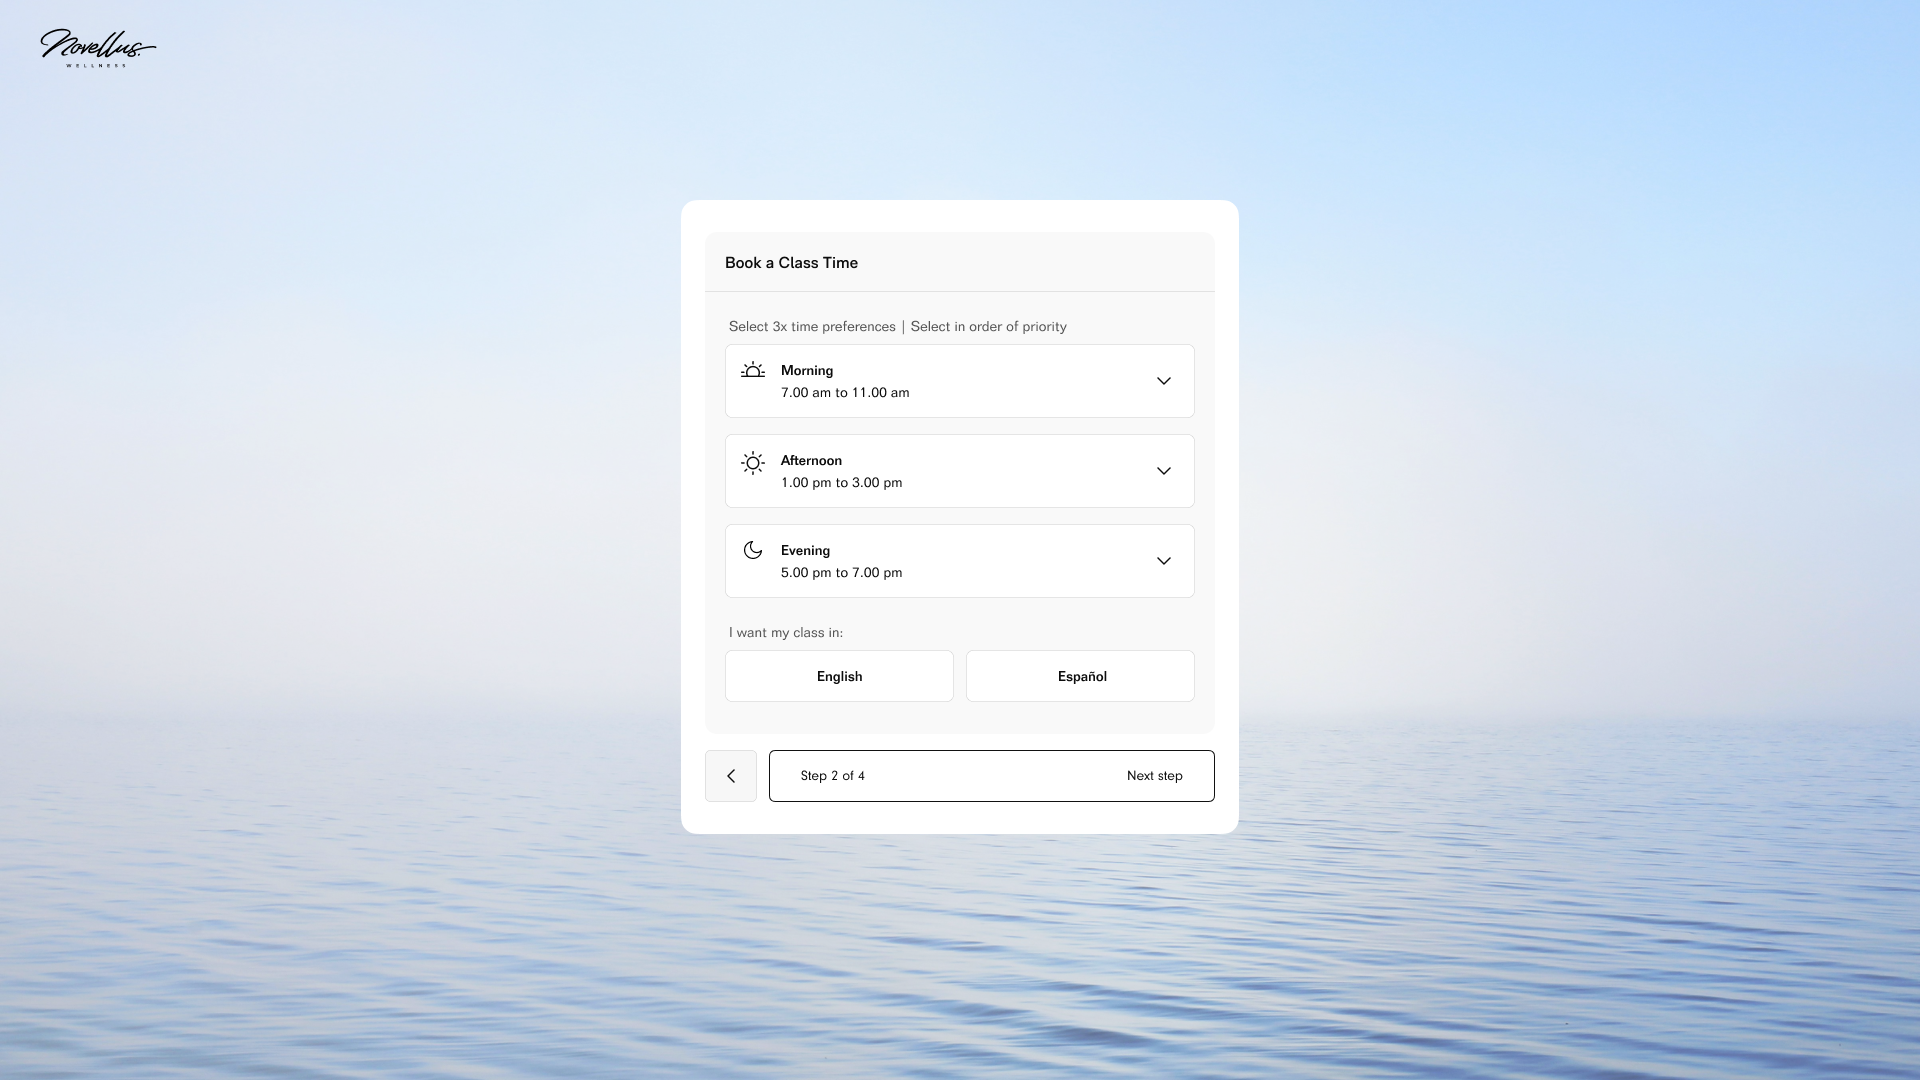 Novellus.
WELLNESS
Book a Class Time
Select 3x time preferences | Select in order of priority
Morning
7.00 am to 11.00 am
Afternoon
1.00 pm to 3.00 pm
Evening
5.00 pm to 7.00 pm
I want my class in:
English
Español
Step 2 of 4
Next step